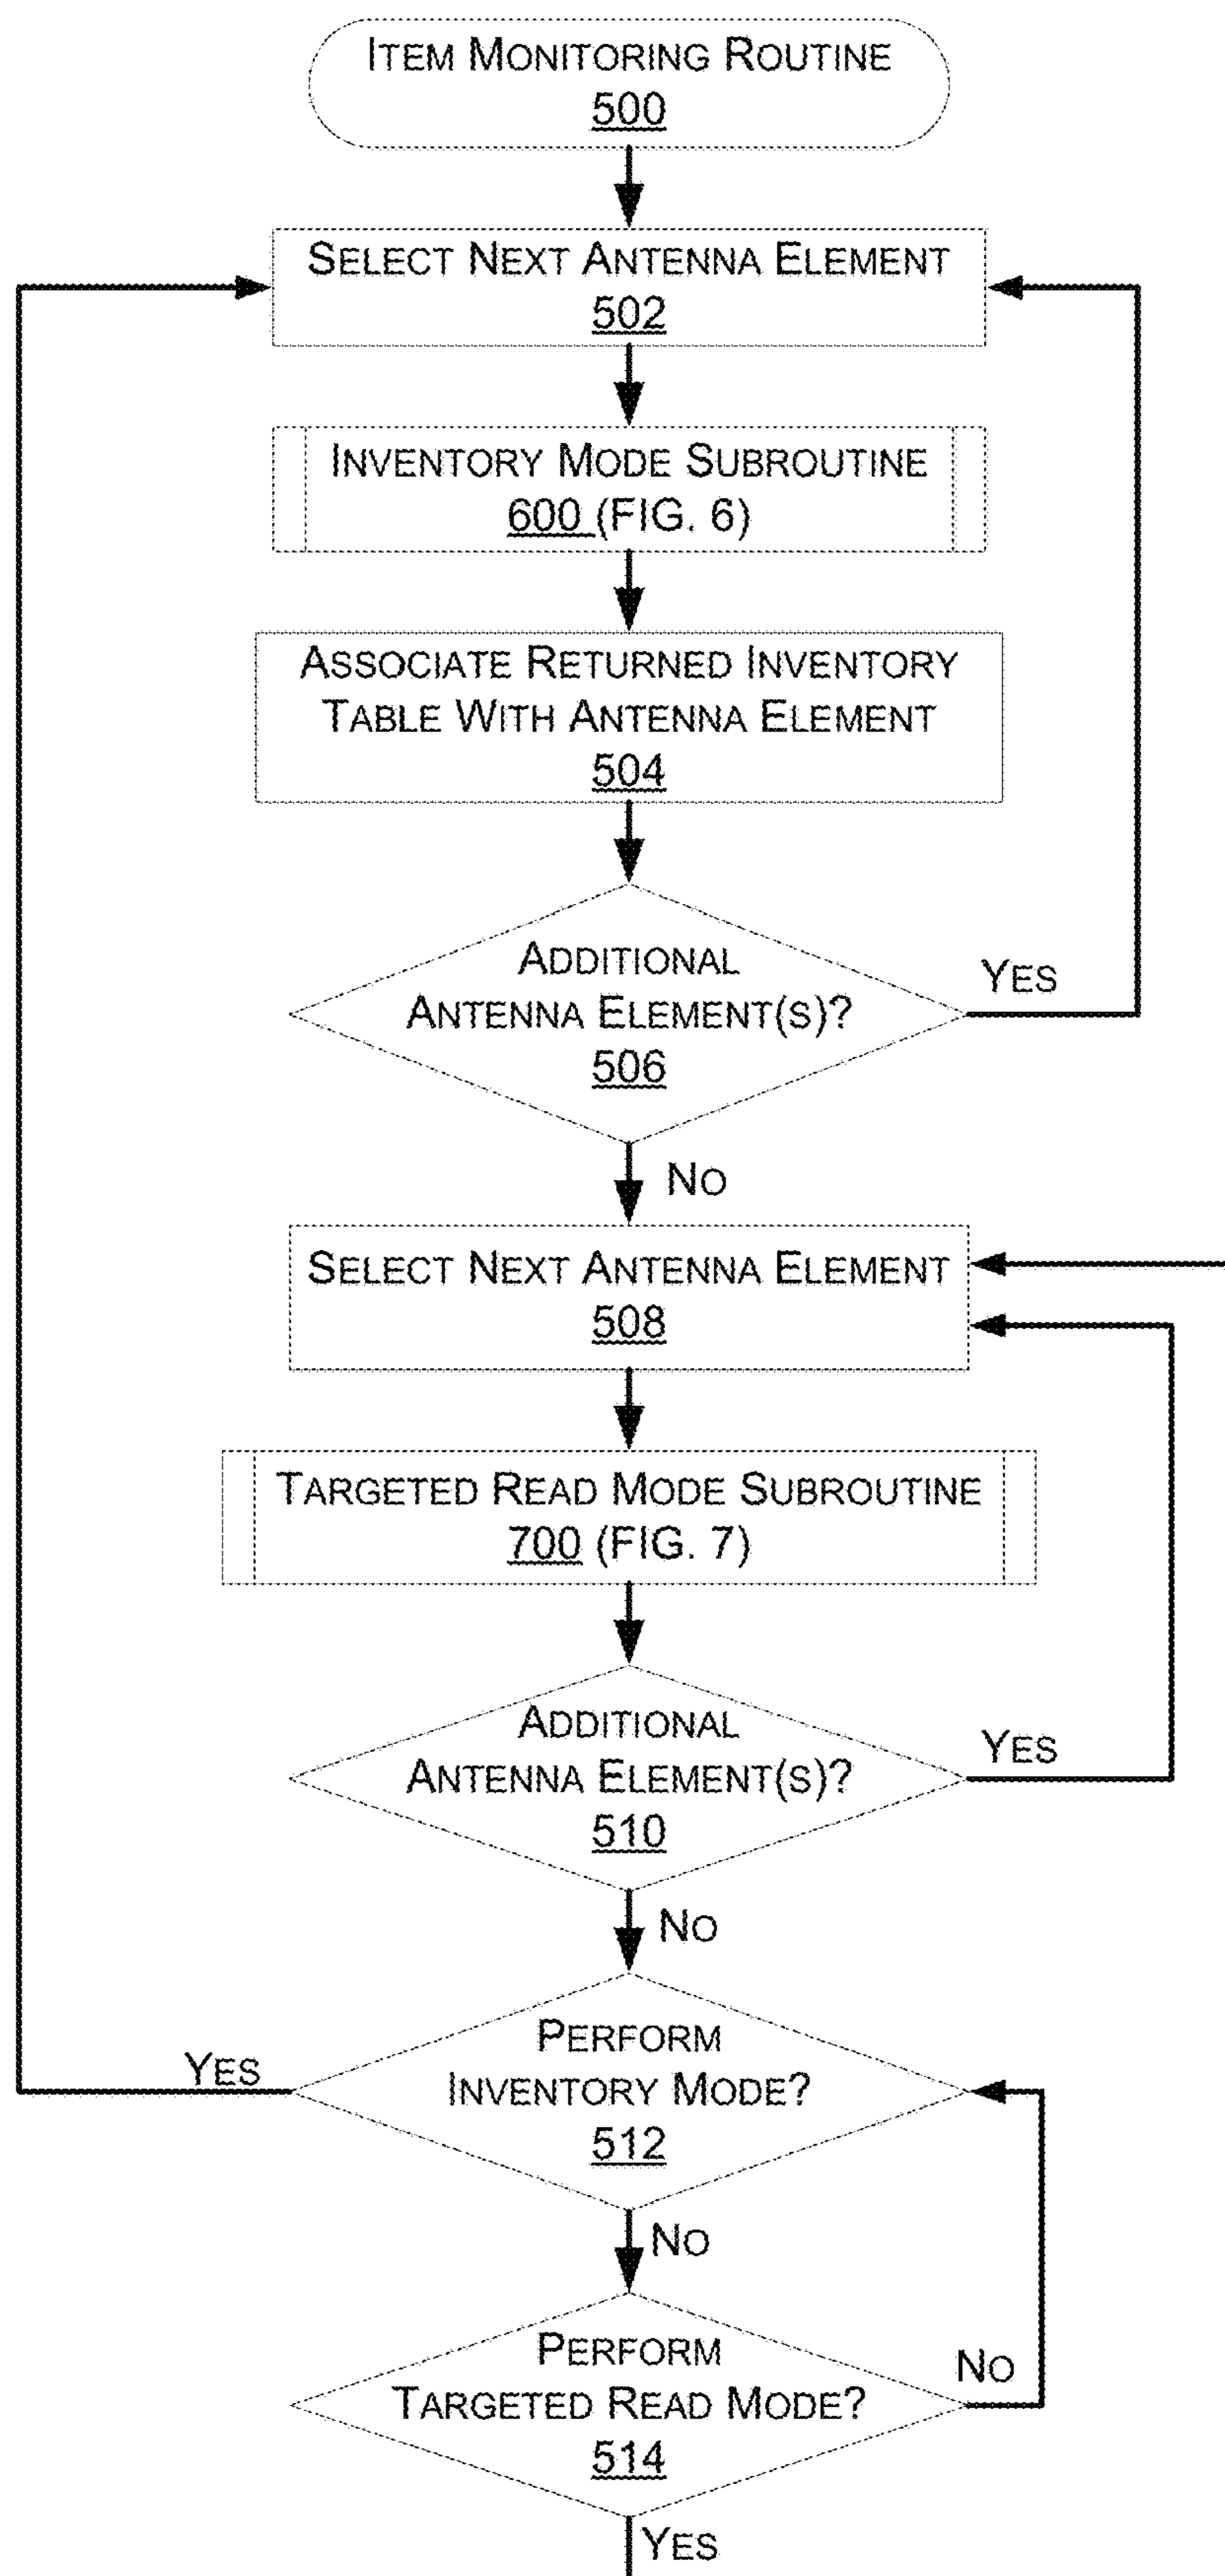 ITEM MONITORING ROUTINE
500
SELECT NEXT ANTENNA ELEMENT
502
INVENTORY MODE SUBROUTINE
600 (FIG. 6)
ASSOCIATE RETURNED INVENTORY
TABLE WITH ANTENNA ELEMENT
504
ADDITIONAL
ANTENNA ELEMENT(S)?
506
YES
NO
SELECT NEXT ANTENNA ELEMENT
508
TARGETED READ MODE SUBROUTINE
700 (FIG. 7)
ADDITIONAL
ANTENNA ELEMENT(S)?
510
YES
NO
PERFORM
INVENTORY MODE?
512
YES
NO
PERFORM
TARGETED READ MODE?
514
NO
YES